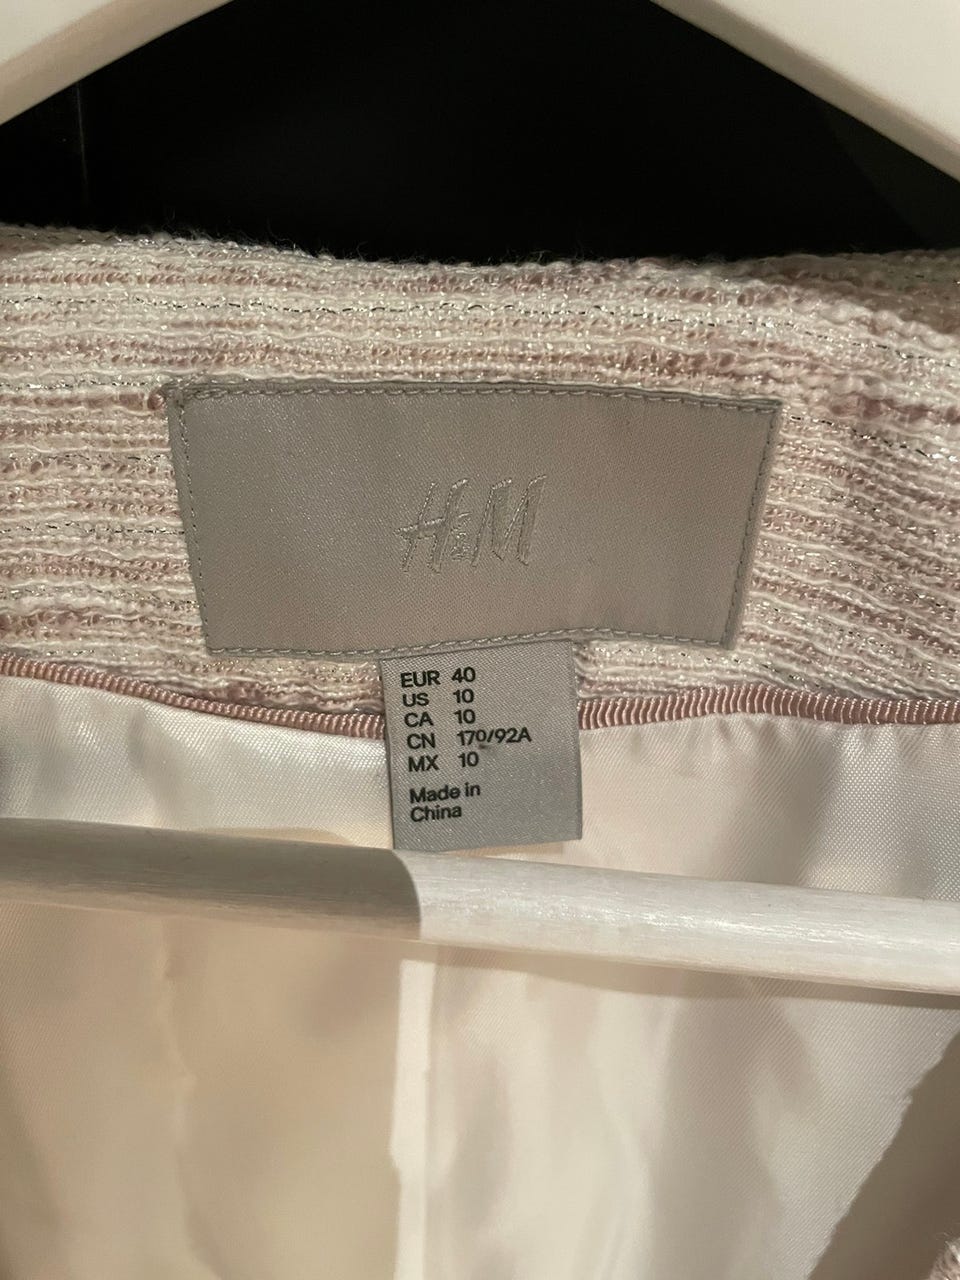 H&M
EUR 40
US 10
CA 10
CN 170/92A
MX 10
Made in
China